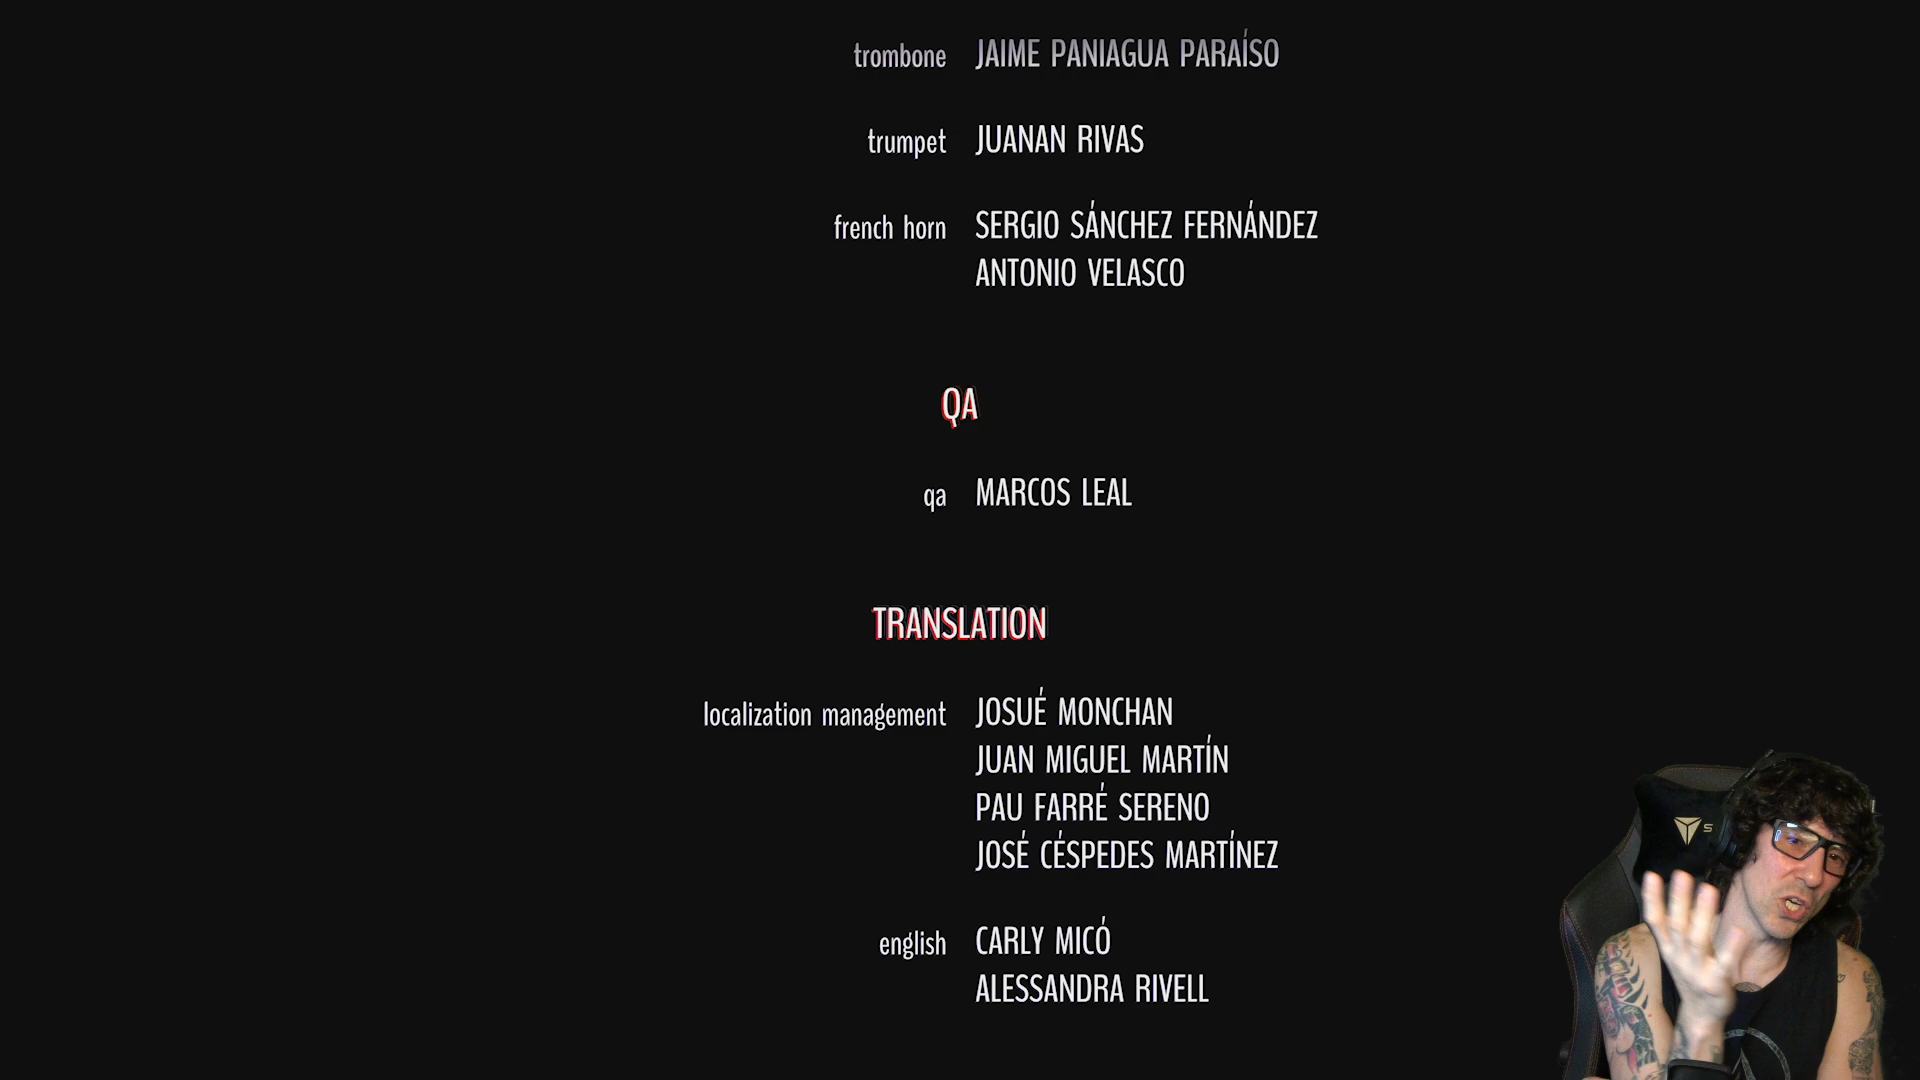 trombone JAIME PANIAGUA PARAÍSO
trumpet JUANAN RIVAS
french horn SERGIO SÁNCHEZ FERNÁNDEZ
ANTONIO VELASCO
QA
qa MARCOS LEAL
TRANSLATION
localization management JOSUÉ MONCHAN
JUAN MIGUEL MARTÍN
PAU FARRÉ SERENO
JOSÉ CÉSPEDES MARTÍNEZ
english CARLY MICÓ
ALESSANDRA RIVELL
S